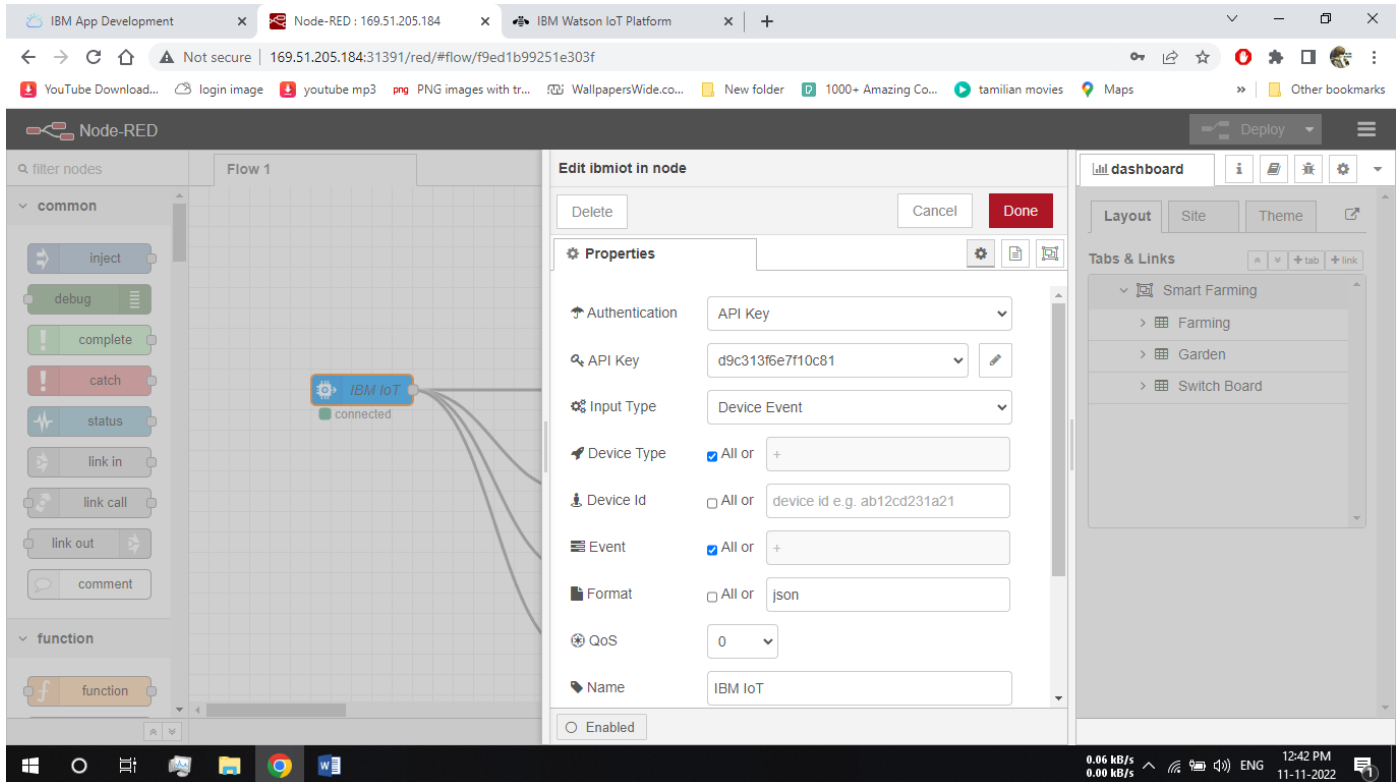 IBM App Development
Node-RED : 169.51.205.184
IBM Watson IoT Platform
Not secure
169.51.205.184:31391/red/#flow/f9ed1b99251e303f
YouTube Download...
login image
youtube mp3
png PNG images with tr...
WallpapersWide.co...
New folder
1000+ Amazing Co...
tamilian movies
Maps
»
Other bookmarks
Node-RED
Deploy
filter nodes
Flow 1
Edit ibmiot in node
dashboard
common
Delete
Cancel
Done
Layout
Site
Theme
Properties
inject
debug
complete
catch
status
link in
link call
link out
comment
function
function
IBM IoT
connected
Authentication
API Key
API Key
d9c313f6e7f10c81
Input Type
Device Event
Device Type
All or
+
Device Id
All or
device id e.g. ab12cd231a21
Event
All or
+
Format
All or
json
QoS
0
Name
IBM IoT
Enabled
Tabs & Links
+ tab
+ link
Smart Farming
Farming
Garden
Switch Board
0.06 kB/s
0.00 kB/s
ENG
12:42 PM
11-11-2022
1